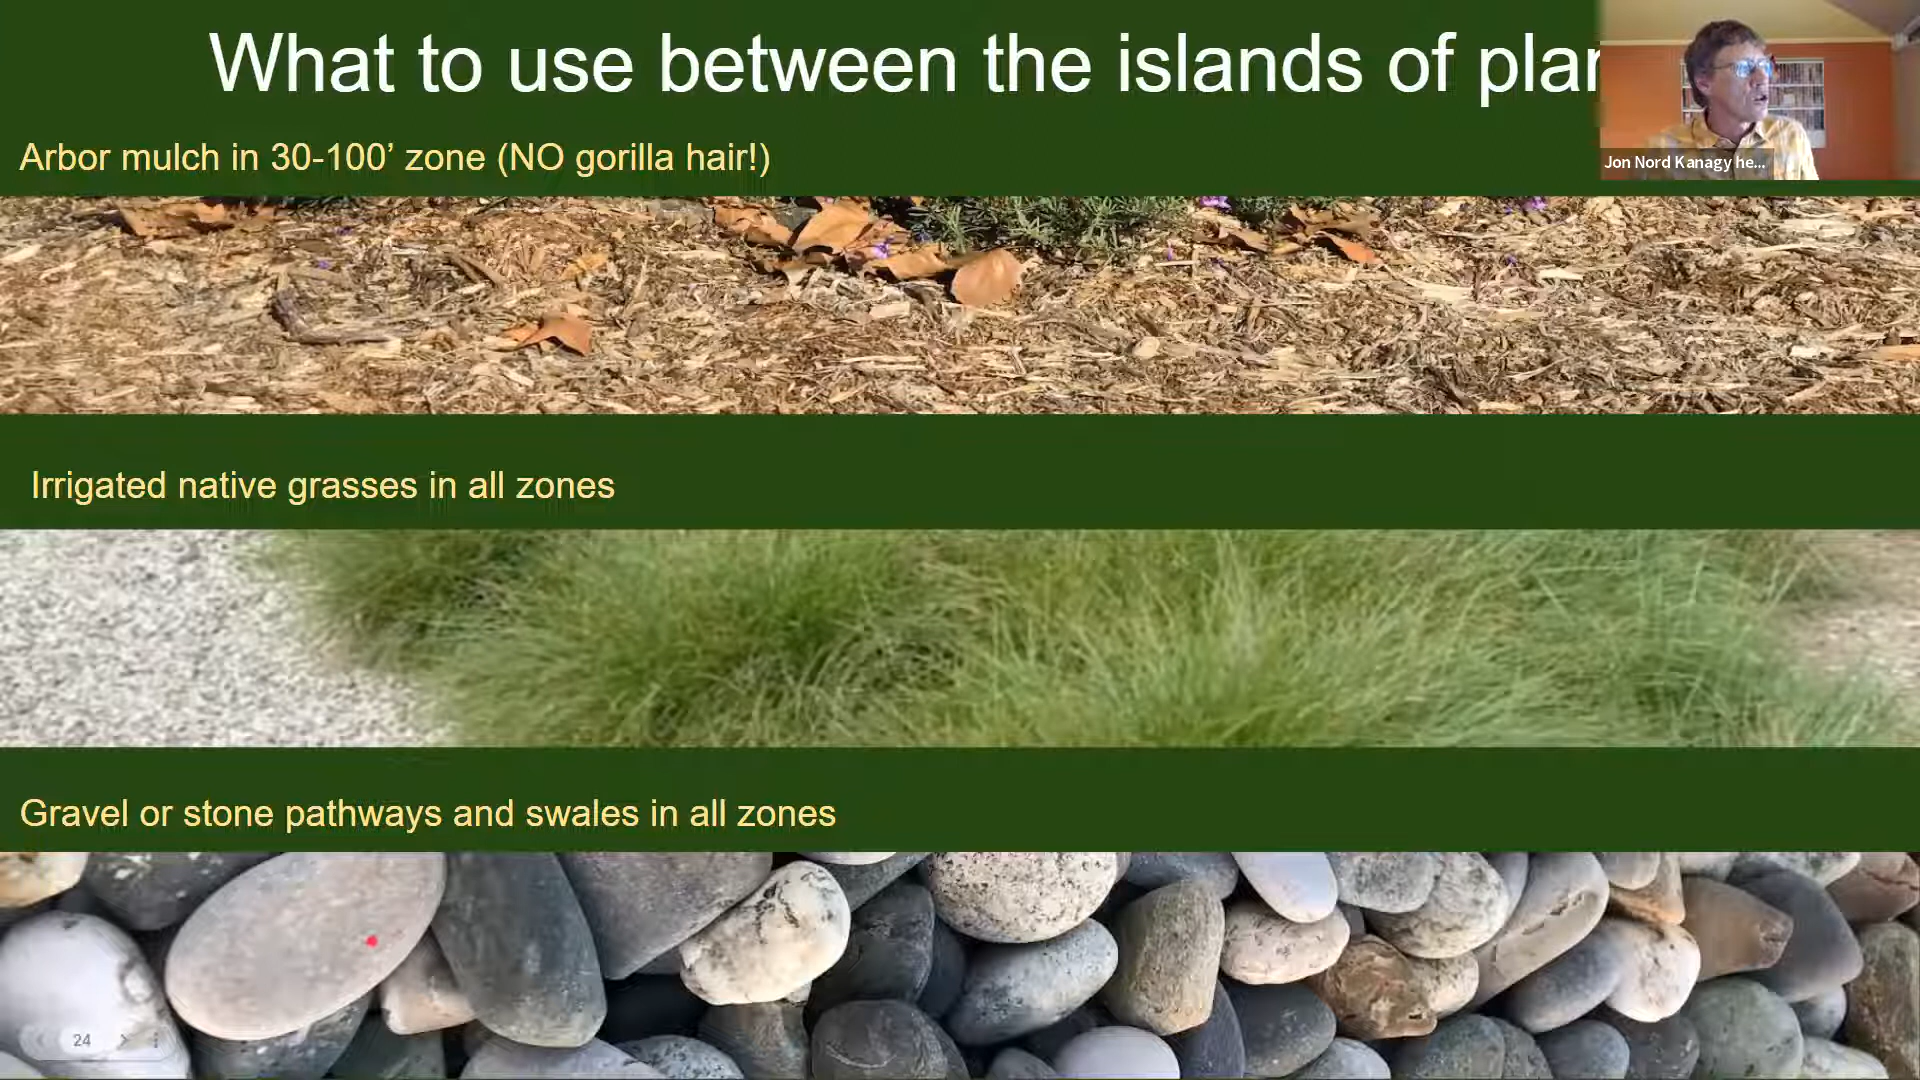 What to use between the islands of plan
Jon Nord Kanagy he...
Arbor mulch in 30-100’ zone (NO gorilla hair!)
Irrigated native grasses in all zones
Gravel or stone pathways and swales in all zones
24